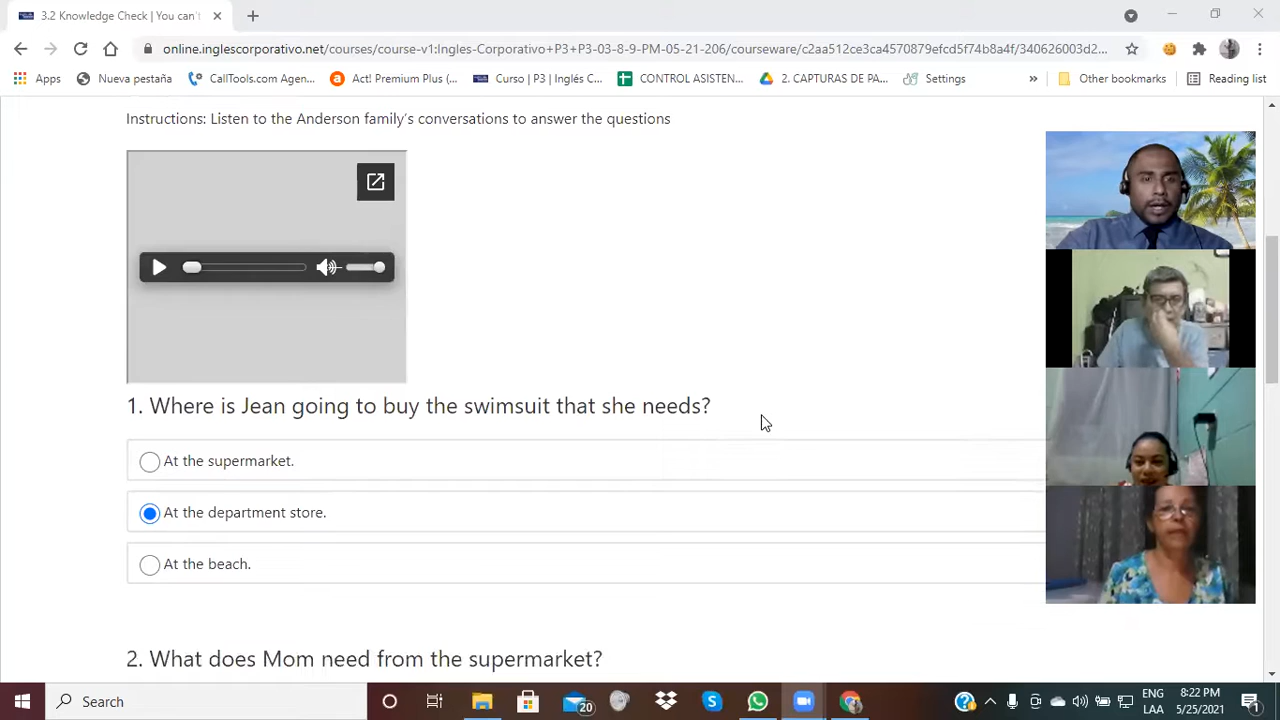 3.2 Knowledge Check | You can't
online.inglescorporativo.net/courses/course-v1:Ingles-Corporativo+P3+P3-03-8-9-PM-05-21-206/courseware/c2aa512ce3ca4570879efcd5f74b8a4f/340626003d2...
Apps Nueva pestaña CallTools.com Agen... Act! Premium Plus (... Curso | P3 | Inglés C... CONTROL ASISTEN... 2. CAPTURAS DE PA... Settings » Other bookmarks Reading list
Instructions: Listen to the Anderson family's conversations to answer the questions
1. Where is Jean going to buy the swimsuit that she needs?
At the supermarket.
At the department store.
At the beach.
2. What does Mom need from the supermarket?
Search 20 ENG 8:22 PM
LAA 5/25/2021 1